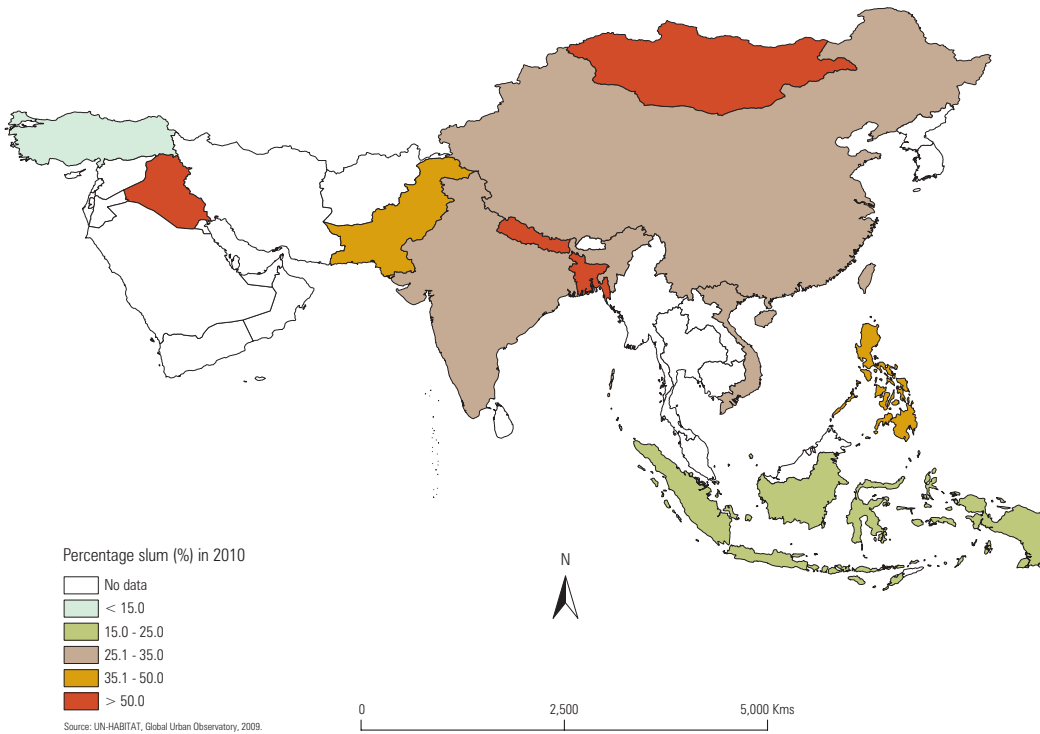 Percentage slum (%) in 2010
No data
< 15.0
15.0 - 25.0
25.1 - 35.0
35.1 - 50.0
> 50.0
Source: UN-HABITAT, Global Urban Observatory, 2009.
N
0 2,500 5,000 Kms